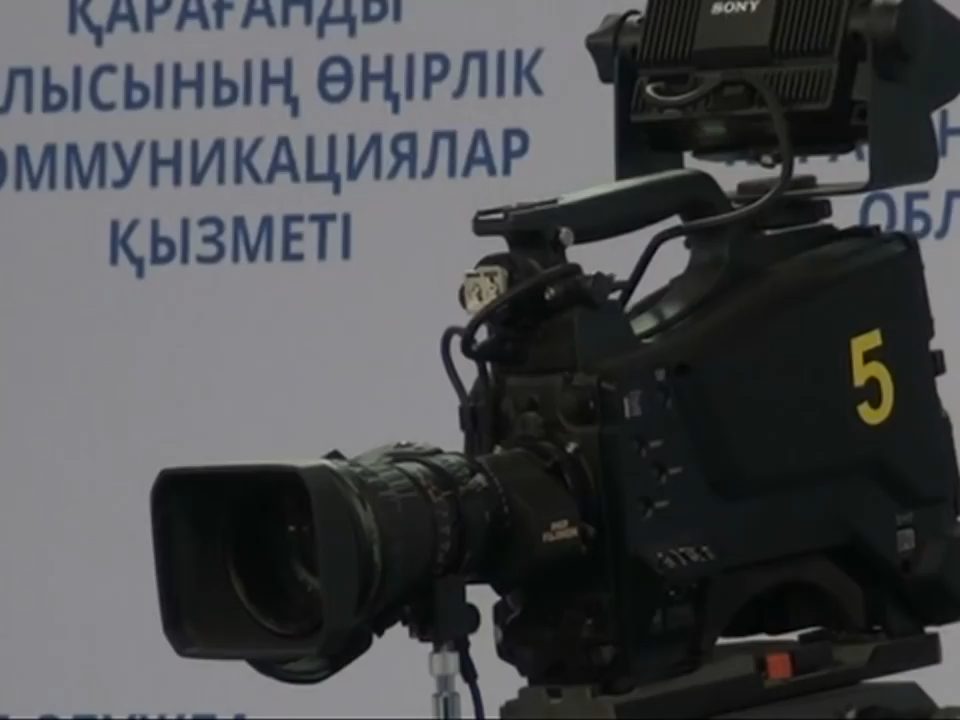 ҚАРАҒАНДЫ
ЛЫСЫНЫҢ ӨҢІРЛІК
ОММУНИКАЦИЯЛАР
ҚЫЗМЕТІ
SONY
ОБЛ
5